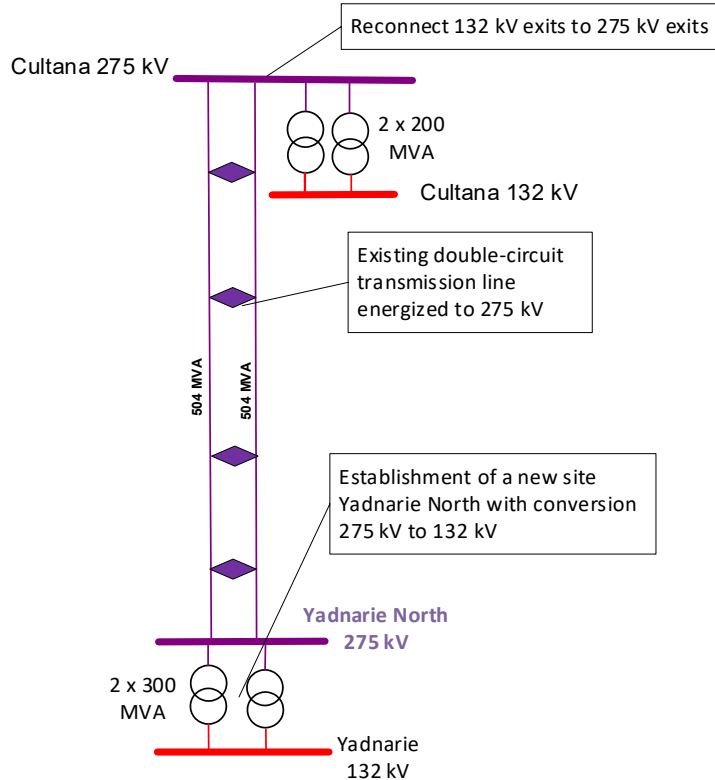 Reconnect 132 kV exits to 275 kV exits
Cultana 275 kV
2 x 200
MVA
Cultana 132 kV
Existing double-circuit
transmission line
energized to 275 kV
504 MVA
504 MVA
Establishment of a new site
Yadnarie North with conversion
275 kV to 132 kV
Yadnarie North
275 kV
2 x 300
MVA
Yadnarie
132 kV